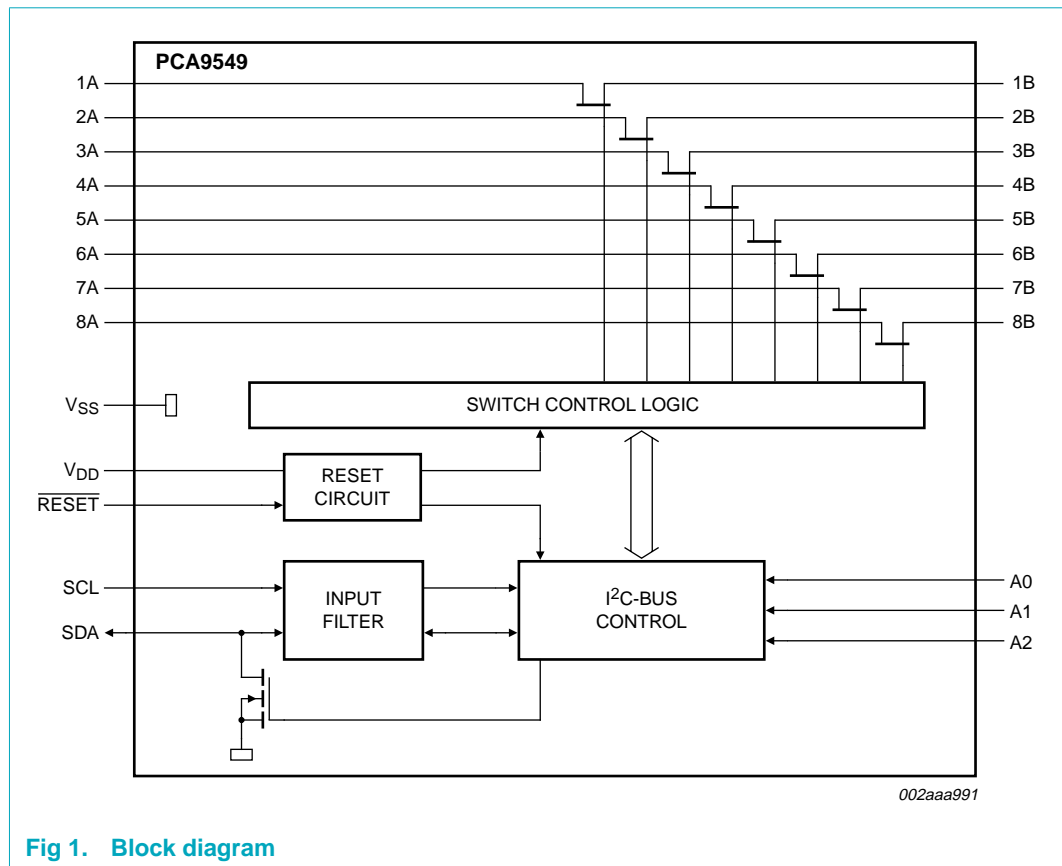 PCA9549
1A 1B
2A 2B
3A 3B
4A 4B
5A 5B
6A 6B
7A 7B
8A 8B
VSS
SWITCH CONTROL LOGIC
VDD
RESET
RESET
CIRCUIT
SCL
SDA
INPUT
FILTER
I²C-BUS
CONTROL
A0
A1
A2
002aaa991
Fig 1. Block diagram